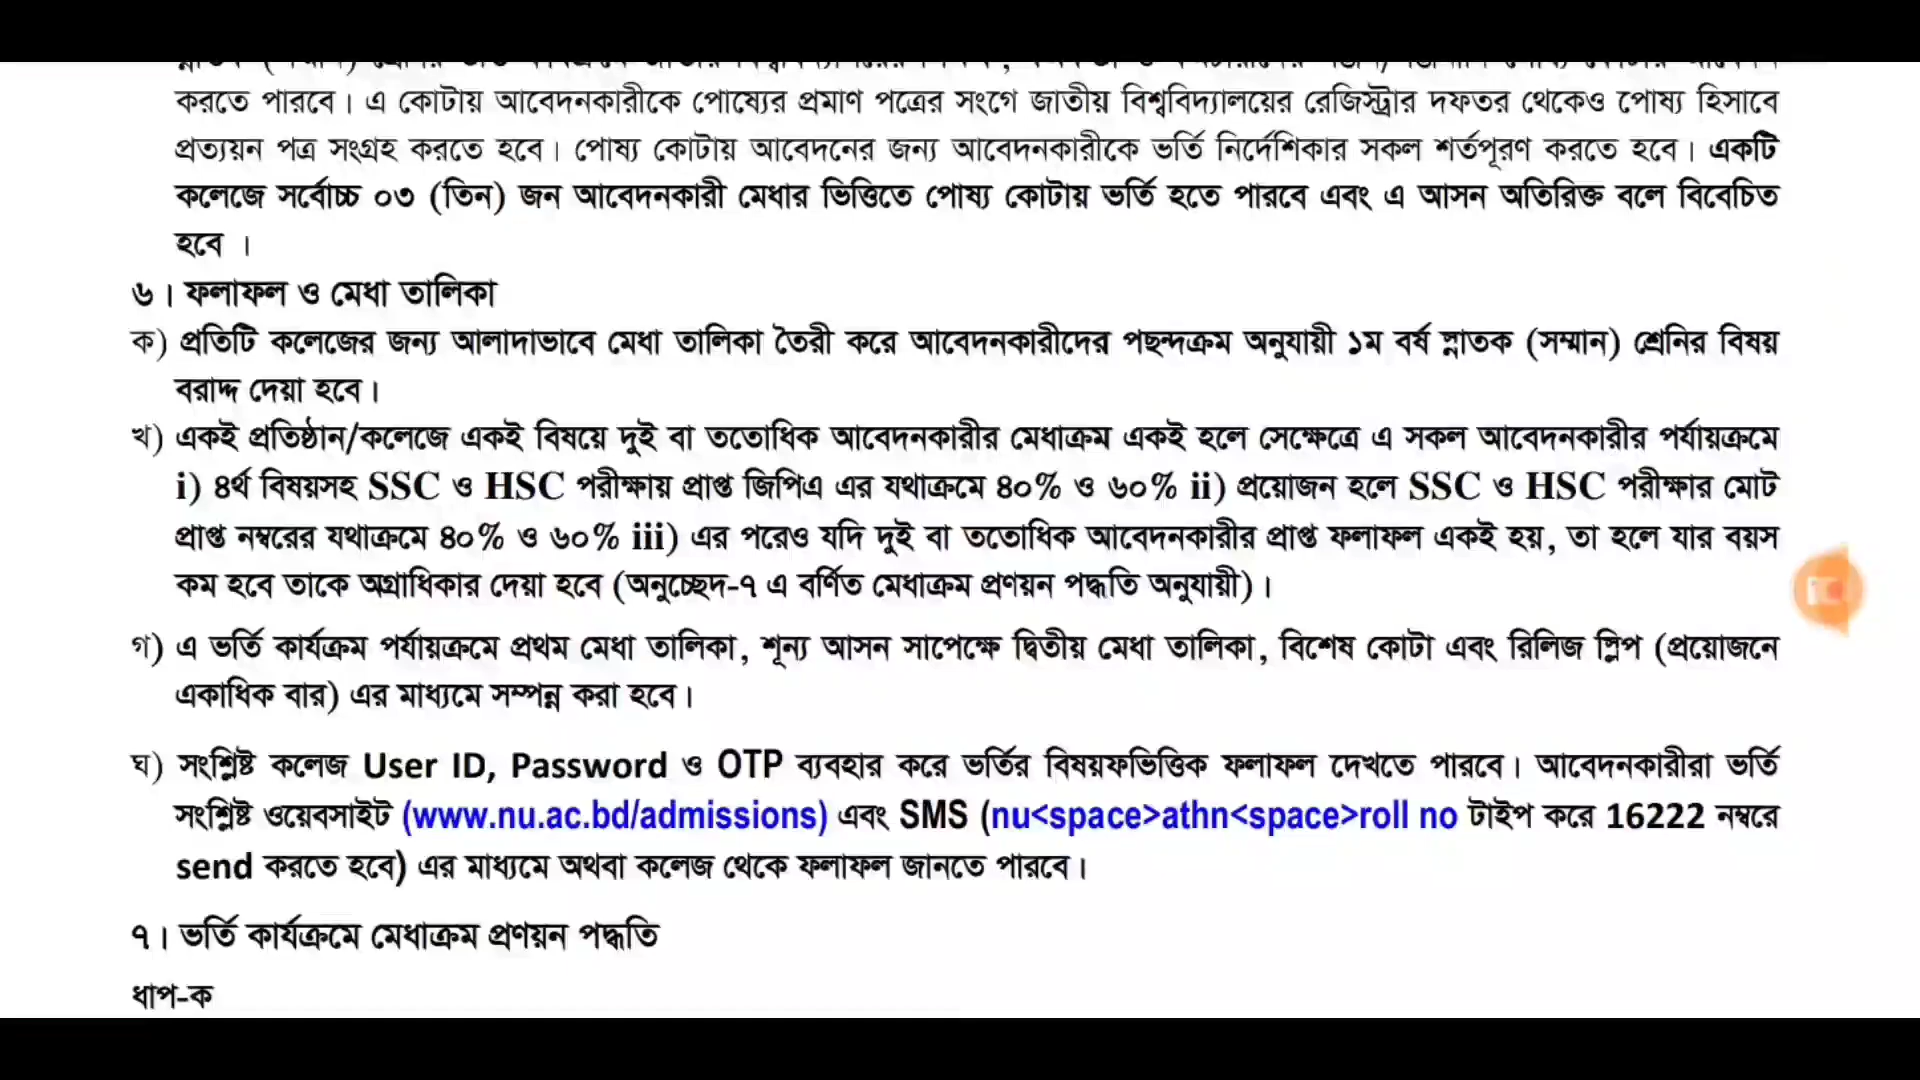 করতে পারবে। এ কোটায় আবেদনকারীকে পোষ্যের প্রমাণ পত্রের সংগে জাতীয় বিশ্ববিদ্যালয়ের রেজিস্ট্রার দফতর থেকেও পোষ্য হিসাবে
প্রত্যয়ন পত্র সংগ্রহ করতে হবে। পোষ্য কোটায় আবেদনের জন্য আবেদনকারীকে ভর্তি নির্দেশিকার সকল শর্তপূরণ করতে হবে। একটি
কলেজে সর্বোচ্চ ০৩ (তিন) জন আবেদনকারী মেধার ভিত্তিতে পোষ্য কোটায় ভর্তি হতে পারবে এবং এ আসন অতিরিক্ত বলে বিবেচিত
হবে ।
৬। ফলাফল ও মেধা তালিকা
ক) প্রতিটি কলেজের জন্য আলাদাভাবে মেধা তালিকা তৈরী করে আবেদনকারীদের পছন্দক্রম অনুযায়ী ১ম বর্ষ স্নাতক (সম্মান) শ্রেনির বিষয়
বরাদ্দ দেয়া হবে।
খ) একই প্রতিষ্ঠান/কলেজে একই বিষয়ে দুই বা ততোধিক আবেদনকারীর মেধাক্রম একই হলে সেক্ষেত্রে এ সকল আবেদনকারীর পর্যায়ক্রমে
i) ৪র্থ বিষয়সহ SSC ও HSC পরীক্ষায় প্রাপ্ত জিপিএ এর যথাক্রমে ৪০% ও ৬০% ii) প্রয়োজন হলে SSC ও HSC পরীক্ষার মোট
প্রাপ্ত নম্বরের যথাক্রমে ৪০% ও ৬০% iii) এর পরেও যদি দুই বা ততোধিক আবেদনকারীর প্রাপ্ত ফলাফল একই হয়, তা হলে যার বয়স
কম হবে তাকে অগ্রাধিকার দেয়া হবে (অনুচ্ছেদ-৭ এ বর্ণিত মেধাক্রম প্রণয়ন পদ্ধতি অনুযায়ী)।
গ) এ ভর্তি কার্যক্রম পর্যায়ক্রমে প্রথম মেধা তালিকা, শূন্য আসন সাপেক্ষে দ্বিতীয় মেধা তালিকা, বিশেষ কোটা এবং রিলিজ স্লিপ (প্রয়োজনে
একাধিক বার) এর মাধ্যমে সম্পন্ন করা হবে।
ঘ) সংশ্লিষ্ট কলেজ User ID, Password ও OTP ব্যবহার করে ভর্তির বিষয়ফভিত্তিক ফলাফল দেখতে পারবে। আবেদনকারীরা ভর্তি
সংশ্লিষ্ট ওয়েবসাইট (www.nu.ac.bd/admissions) এবং SMS (nu<space>athn<space>roll no টাইপ করে 16222 নম্বরে
send করতে হবে) এর মাধ্যমে অথবা কলেজ থেকে ফলাফল জানতে পারবে।
৭। ভর্তি কার্যক্রমে মেধাক্রম প্রণয়ন পদ্ধতি
ধাপ-ক